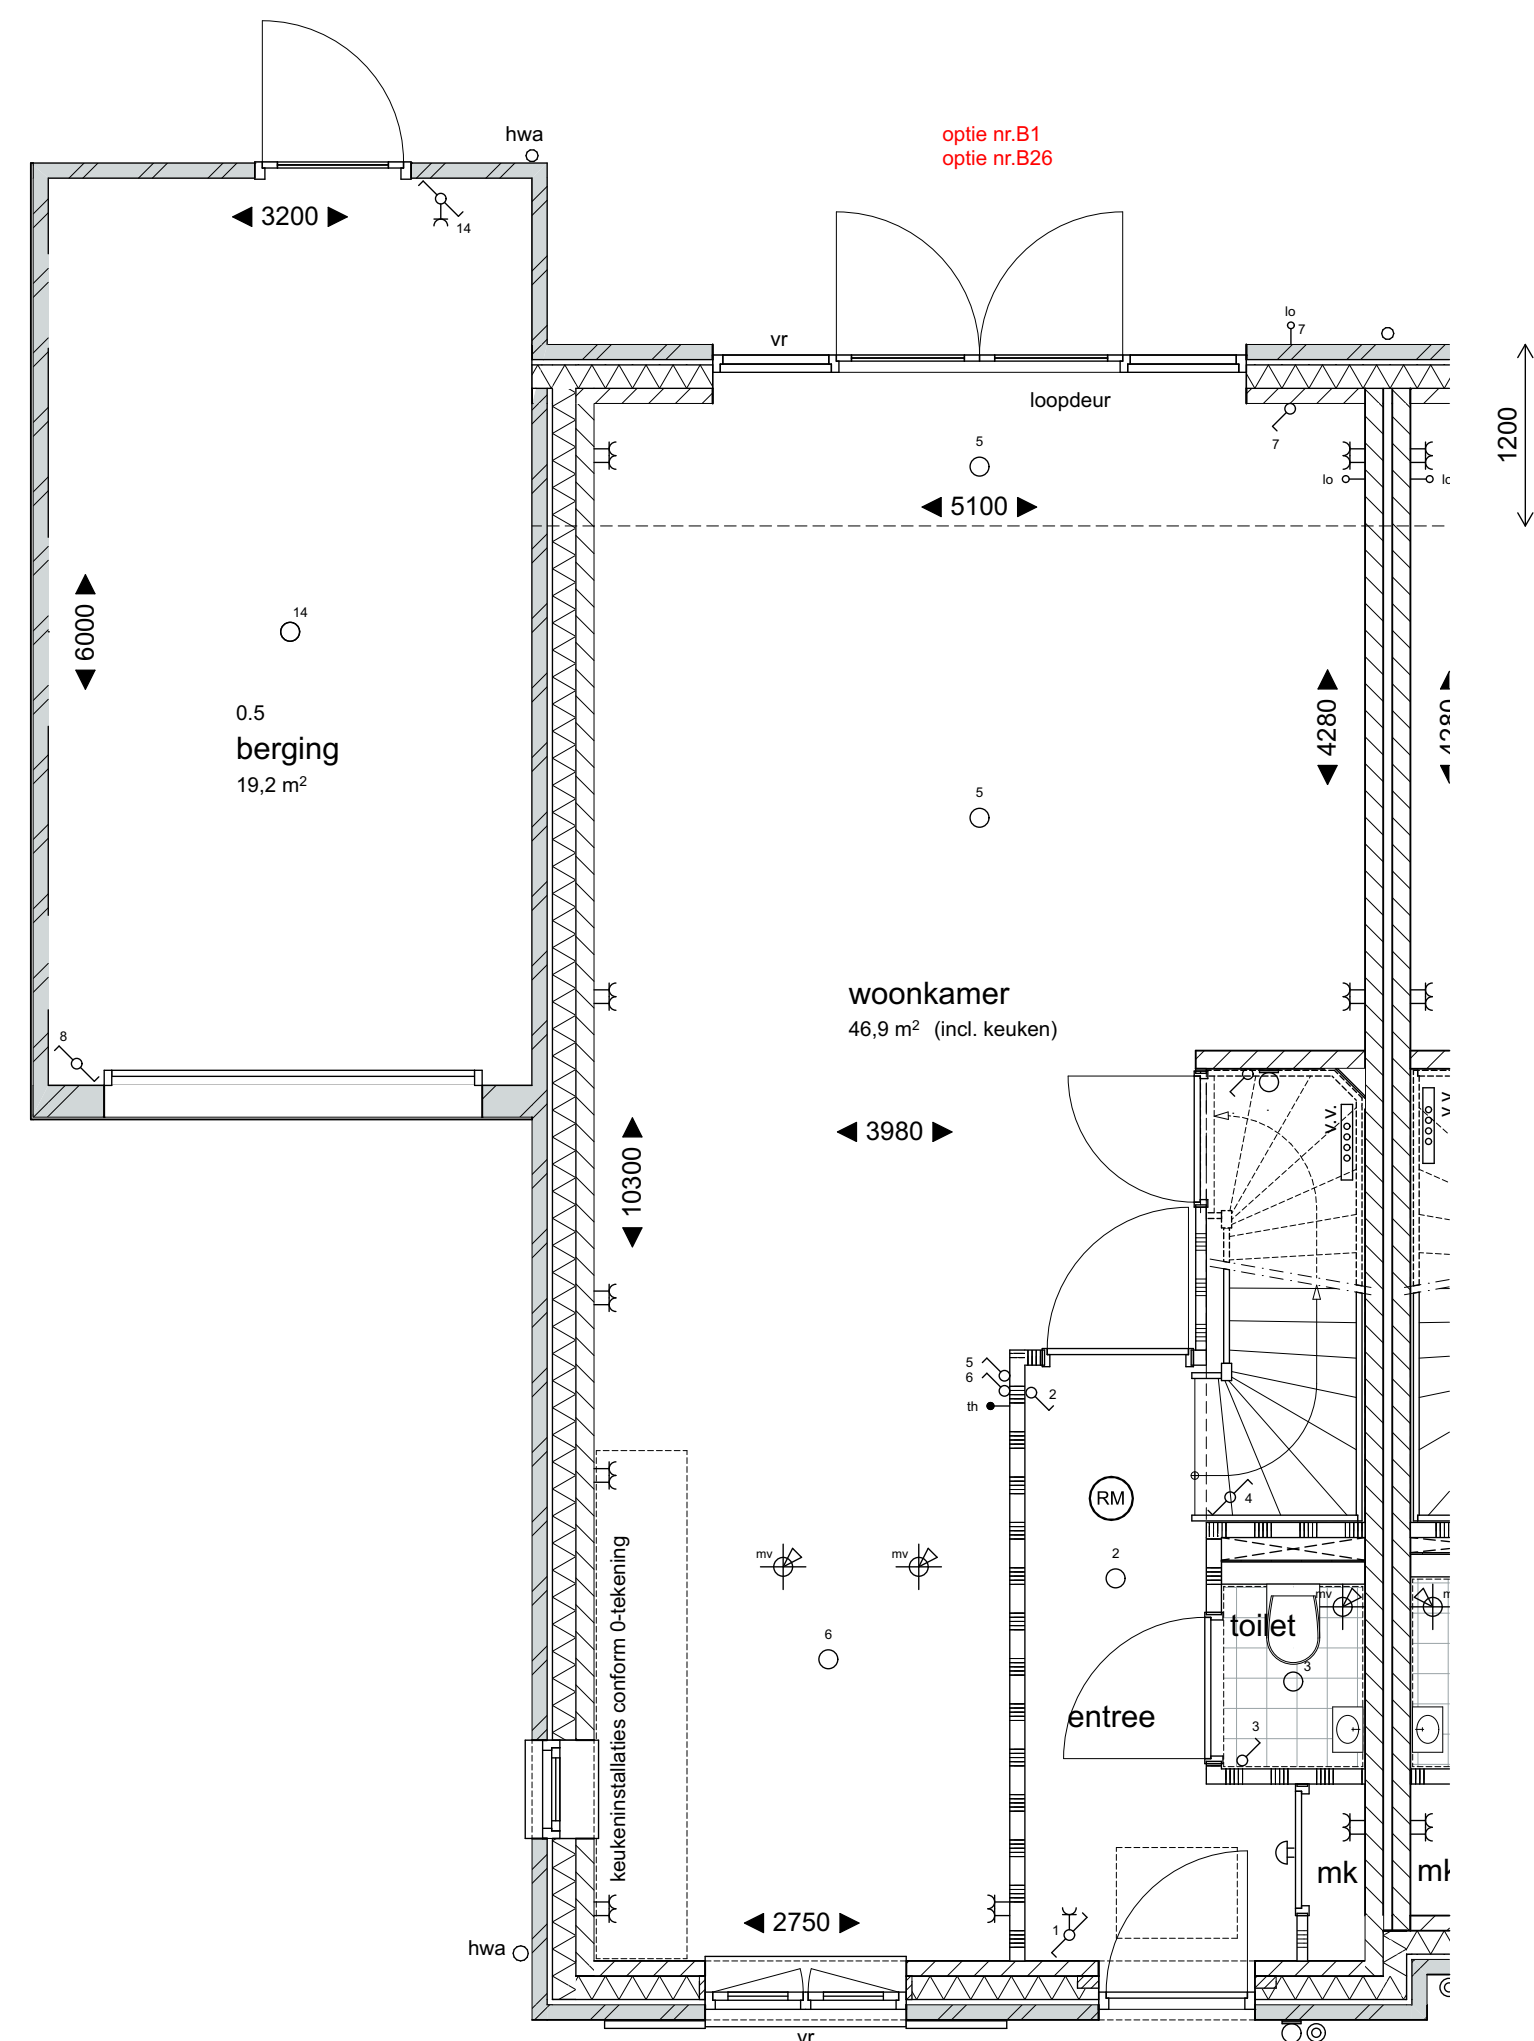 hwa
optie nr.B1
optie nr.B26
3200
14
lo
7
vr
loopdeur
7
1200
5
lo
lo
5100
6000
14
0.5
berging
19,2 m²
4280
4280
5
woonkamer
46,9 m² (incl. keuken)
8
v.v.
v.v.
3980
10300
5
6
2
th
RM
4
keukeninstallaties conform 0-tekening
mv
mv
2
mv
toilet
6
3
entree
3
mk
mk
2750
1
hwa
vr